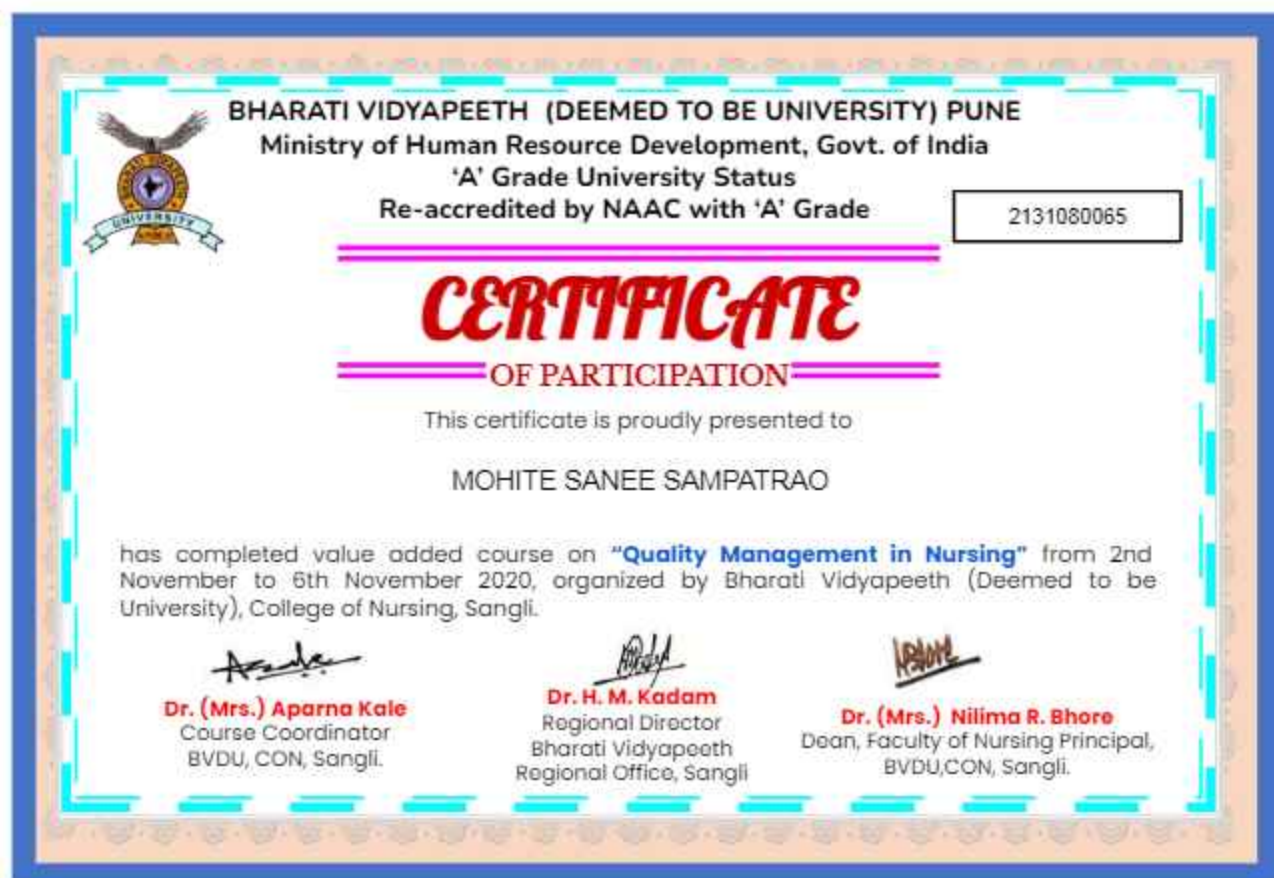 BHARATI VIDYAPEETH (DEEMED TO BE UNIVERSITY) PUNE
Ministry of Human Resource Development, Govt. of India
‘A’ Grade University Status
Re-accredited by NAAC with ‘A’ Grade
2131080065
BHARATI VIDYAPEETH
UNIVERSITY
CERTIFICATE
OF PARTICIPATION
This certificate is proudly presented to
MOHITE SANEE SAMPATRAO
has completed value added course on “Quality Management in Nursing” from 2nd
November to 6th November 2020, organized by Bharati Vidyapeeth (Deemed to be
University), College of Nursing, Sangli.
Dr. (Mrs.) Aparna Kale
Course Coordinator
BVDU, CON, Sangli.
Dr. H. M. Kadam
Regional Director
Bharati Vidyapeeth
Regional Office, Sangli
Dr. (Mrs.) Nilima R. Bhore
Dean, Faculty of Nursing Principal,
BVDU,CON, Sangli.